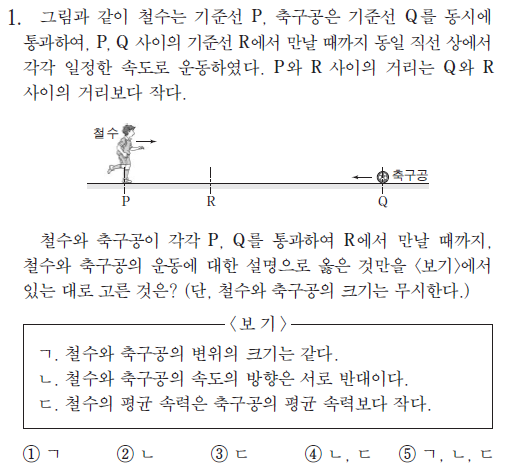 1. 그림과 같이 철수는 기준선 P, 축구공은 기준선 Q를 동시에
통과하여, P, Q 사이의 기준선 R에서 만날 때까지 동일 직선 상에서
각각 일정한 속도로 운동하였다. P와 R 사이의 거리는 Q와 R
사이의 거리보다 작다.
철수
축구공
P R Q
철수와 축구공이 각각 P, Q를 통과하여 R에서 만날 때까지,
철수와 축구공의 운동에 대한 설명으로 옳은 것만을 <보기>에서
있는 대로 고른 것은? (단, 철수와 축구공의 크기는 무시한다.)
<보 기>
ㄱ. 철수와 축구공의 변위의 크기는 같다.
ㄴ. 철수와 축구공의 속도의 방향은 서로 반대이다.
ㄷ. 철수의 평균 속력은 축구공의 평균 속력보다 작다.
① ㄱ ② ㄴ ③ ㄷ ④ ㄴ, ㄷ ⑤ ㄱ, ㄴ, ㄷ